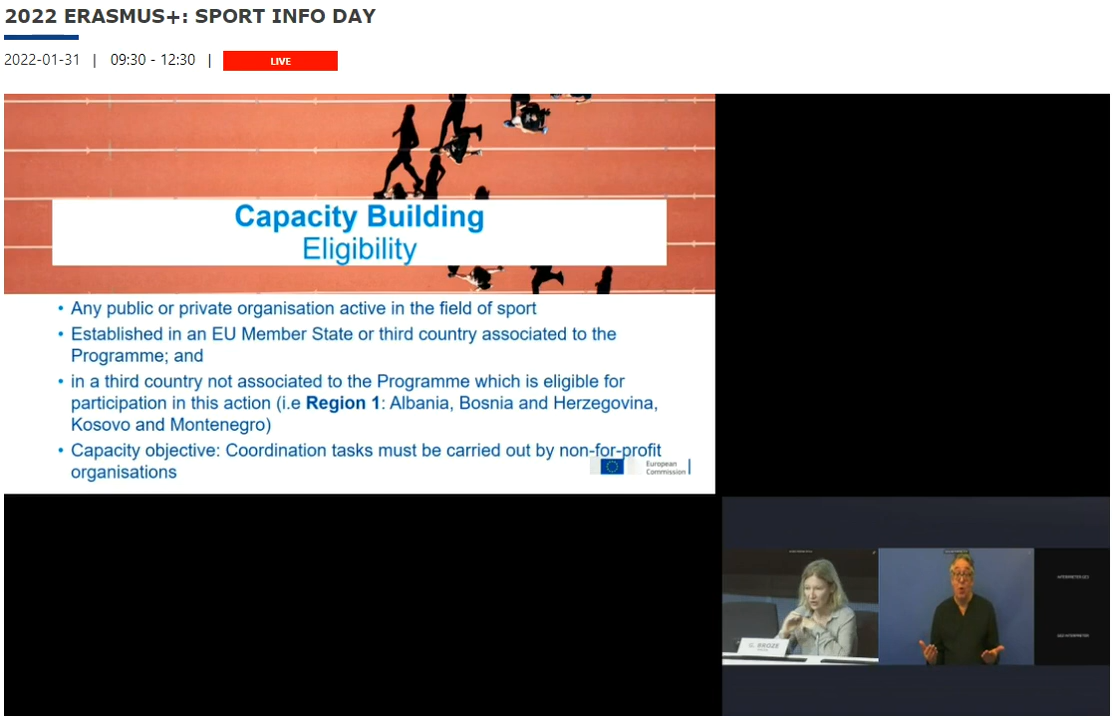 2022 ERASMUS+: SPORT INFO DAY
2022-01-31 | 09:30 - 12:30 | LIVE
Capacity Building
Eligibility
• Any public or private organisation active in the field of sport
• Established in an EU Member State or third country associated to the
Programme; and
• in a third country not associated to the Programme which is eligible for
participation in this action (i.e Region 1: Albania, Bosnia and Herzegovina,
Kosovo and Montenegro)
• Capacity objective: Coordination tasks must be carried out by non-for-profit
organisations
European
Commission
G. BROZE